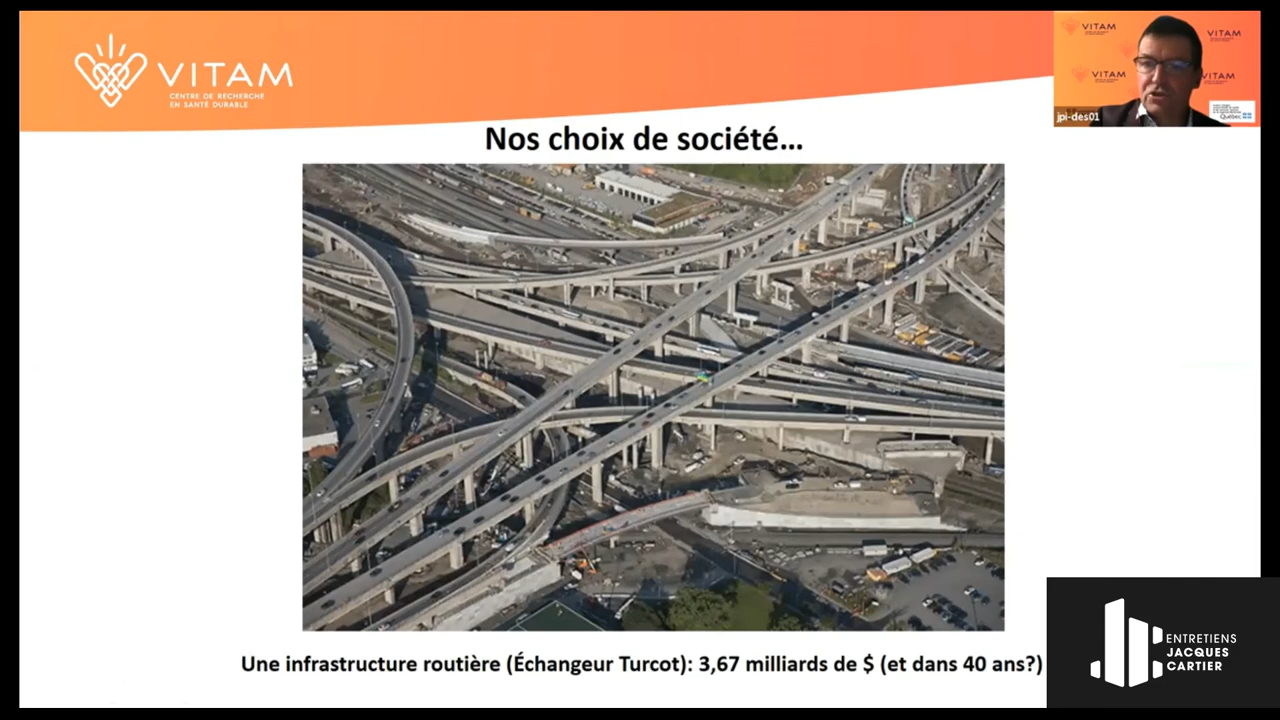 VITAM
CENTRE DE RECHERCHE
EN SANTÉ DURABLE
VITAM
VITAM
VITAM
VITAM
jpi-des01
Québec
Nos choix de société...
Une infrastructure routière (Échangeur Turcot): 3,67 milliards de $ (et dans 40 ans?)
ENTRETIENS
JACQUES
CARTIER